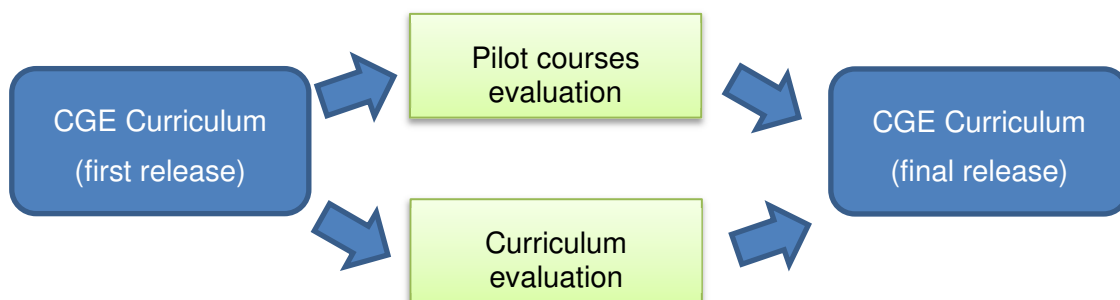 CGE Curriculum
(first release)
Pilot courses
evaluation
Curriculum
evaluation
CGE Curriculum
(final release)